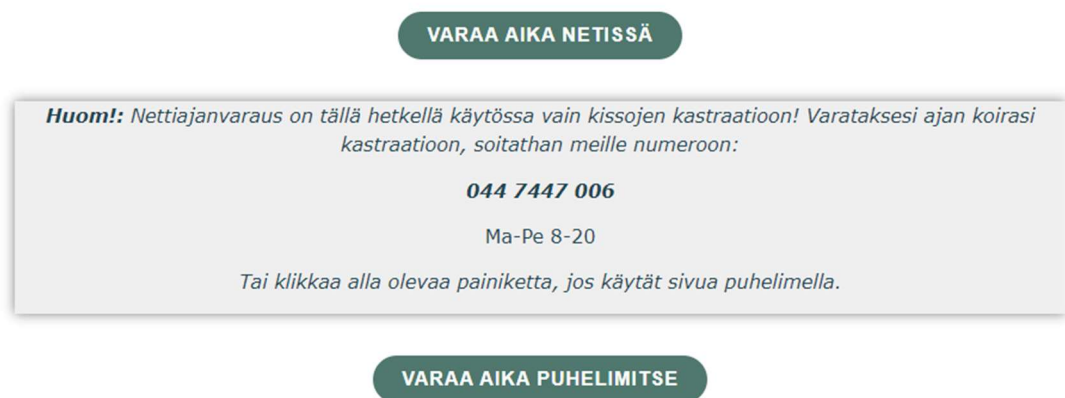 VARAA AIKA NETISSÄ
Huom!: Nettiajanvaraus on tällä hetkellä käytössa vain kissojen kastraatioon! Varataksesi ajan koirasi
kastraatioon, soitathan meille numeroon:
044 7447 006
Ma-Pe 8-20
Tai klikkaa alla olevaa painiketta, jos käytät sivua puhelimella.
VARAA AIKA PUHELIMITSE